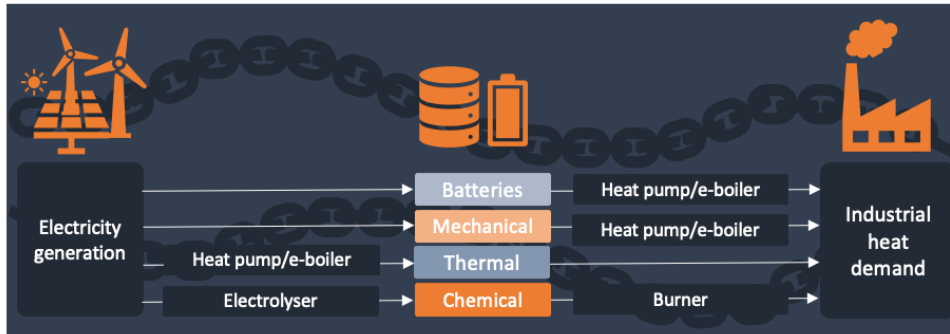 Electricity
generation
Batteries
Heat pump/e-boiler
Mechanical
Heat pump/e-boiler
Heat pump/e-boiler
Thermal
Electrolyser
Chemical
Burner
Industrial
heat
demand